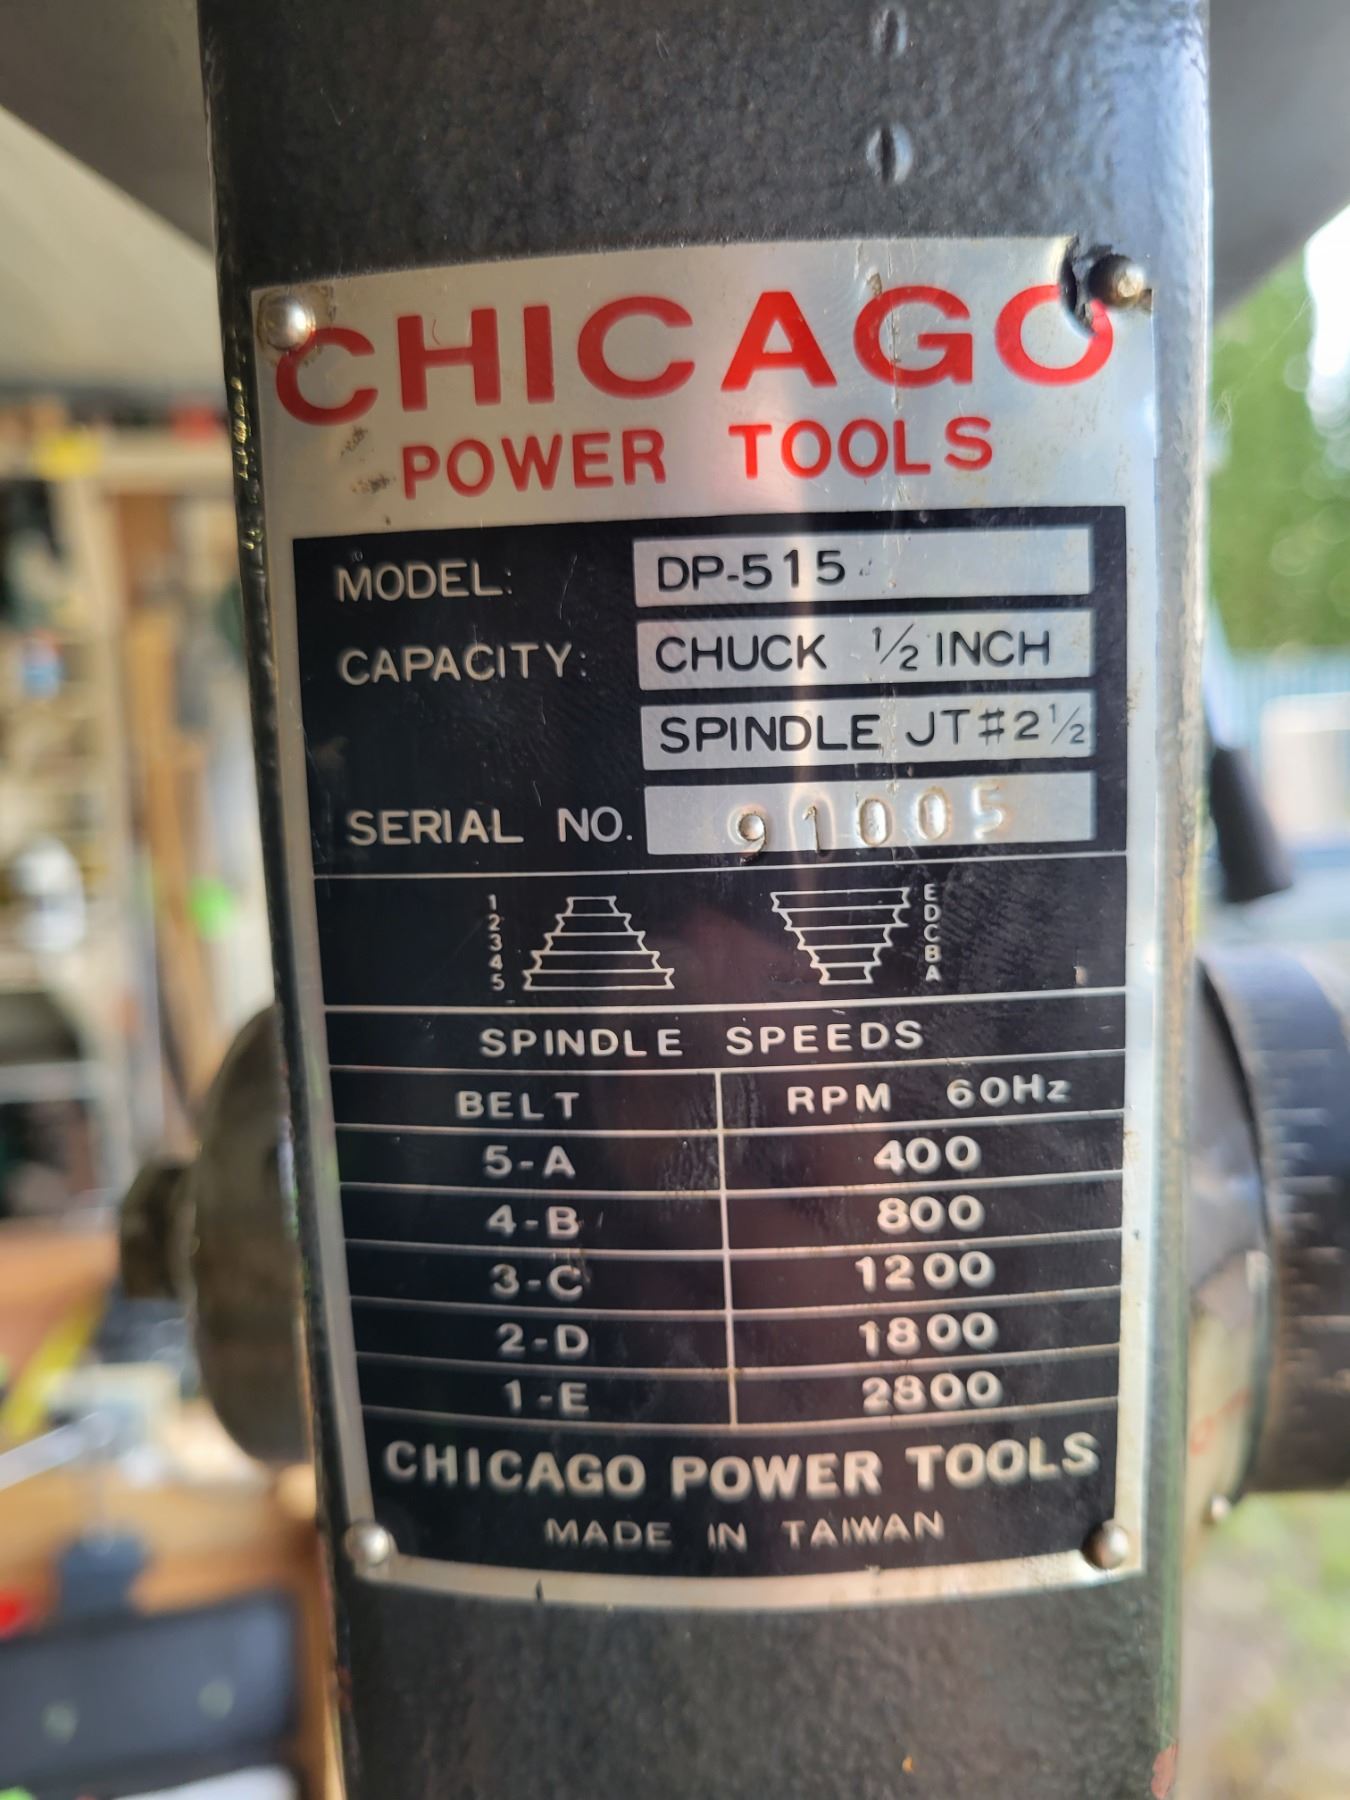 CHICAGO
POWER TOOLS
MODEL: DP-515
CAPACITY: CHUCK 1/2 INCH
SPINDLE JT#2 1/2
SERIAL NO. 91005
1 E
2 D
3 C
4 B
5 A
SPINDLE SPEEDS
BELT RPM 60Hz
5-A 400
4-B 800
3-C 1200
2-D 1800
1-E 2800
CHICAGO POWER TOOLS
MADE IN TAIWAN